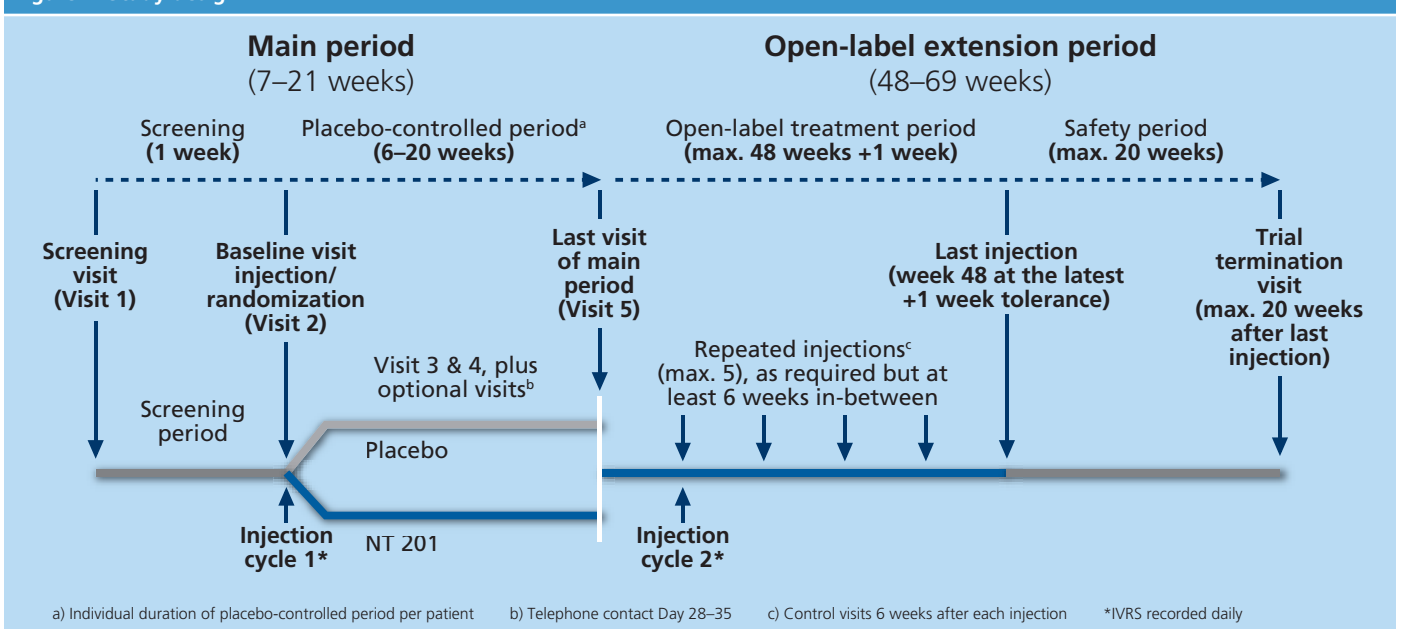 Main period
(7–21 weeks)
Open-label extension period
(48–69 weeks)
Screening
(1 week)
Placebo-controlled periodᵃ
(6–20 weeks)
Open-label treatment period
(max. 48 weeks +1 week)
Safety period
(max. 20 weeks)
Screening
visit
(Visit 1)
Baseline visit
injection/
randomization
(Visit 2)
Last visit
of main
period
(Visit 5)
Last injection
(week 48 at the latest
+1 week tolerance)
Trial
termination
visit
(max. 20 weeks
after last
injection)
Visit 3 & 4, plus
optional visitsᵇ
Repeated injectionsᶜ
(max. 5), as required but at
least 6 weeks in-between
Screening
period
Placebo
NT 201
Injection
cycle 1*
Injection
cycle 2*
a) Individual duration of placebo-controlled period per patient b) Telephone contact Day 28–35 c) Control visits 6 weeks after each injection *IVRS recorded daily